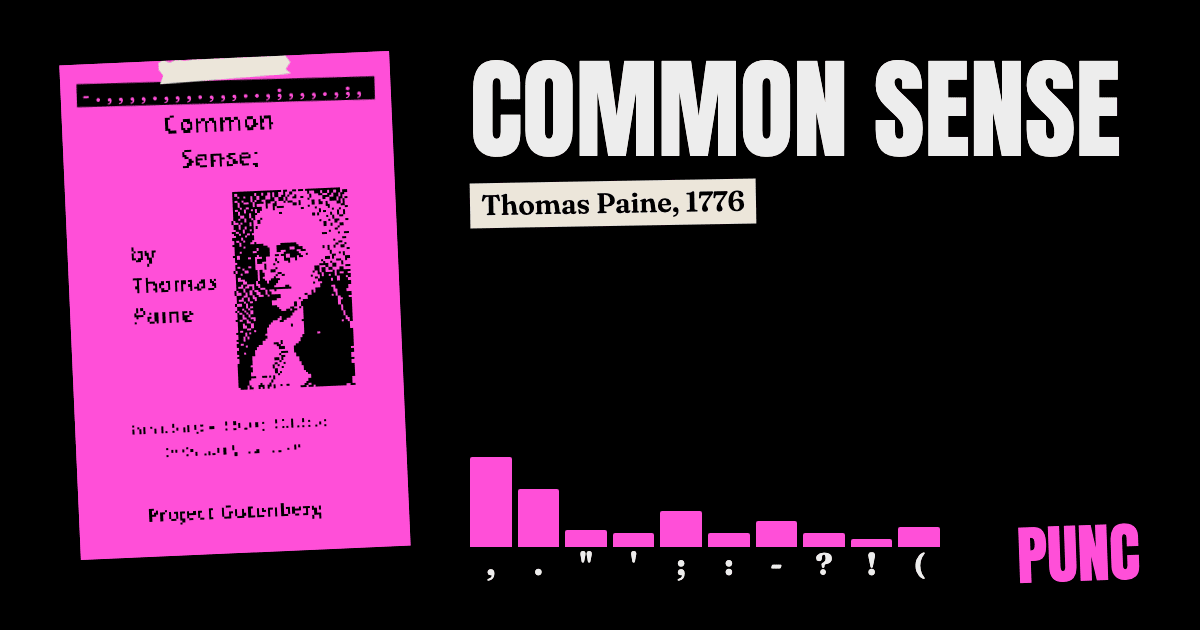 -.,,,,.,,,.,,,..,;,,,.,;,
Common
Sense;
by
Thomas
Paine
Project Gutenberg
COMMON SENSE
Thomas Paine, 1776
, . " ' ; : - ? ! (
PUNC